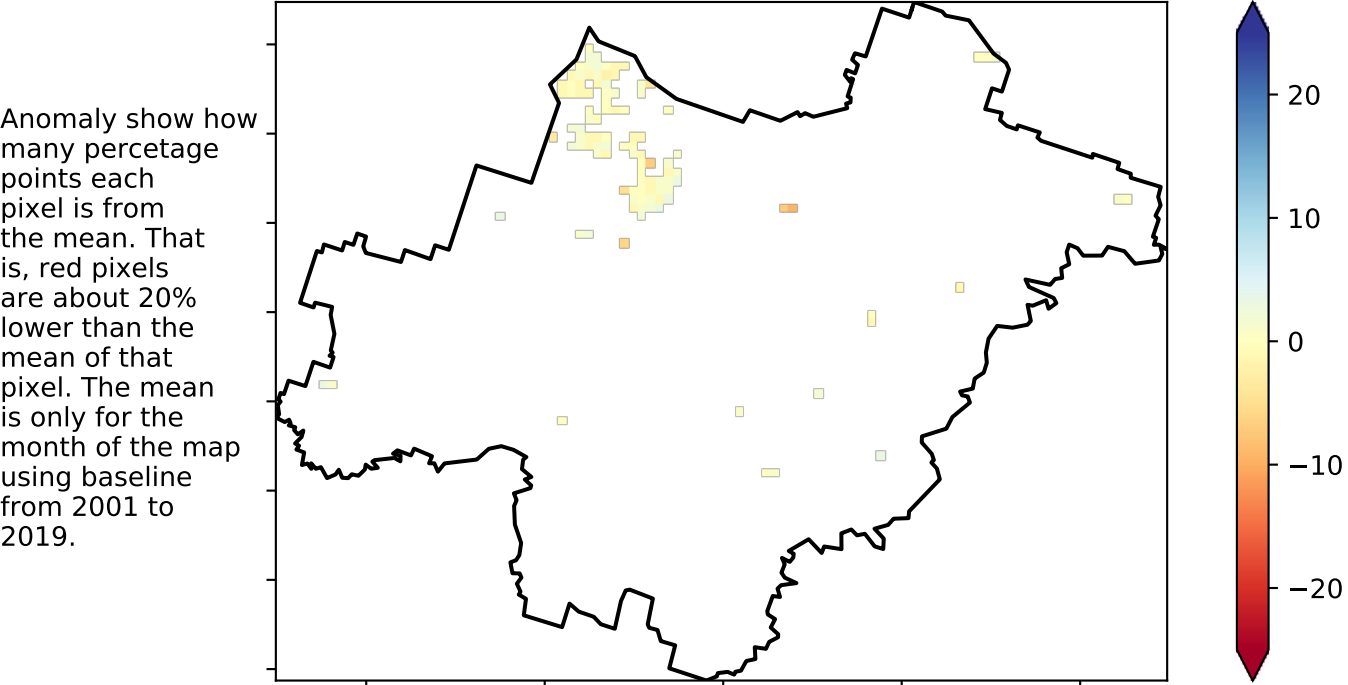 Anomaly show how
many percetage
points each
pixel is from
the mean. That
is, red pixels
are about 20%
lower than the
mean of that
pixel. The mean
is only for the
month of the map
using baseline
from 2001 to
2019.
20
10
0
−10
−20